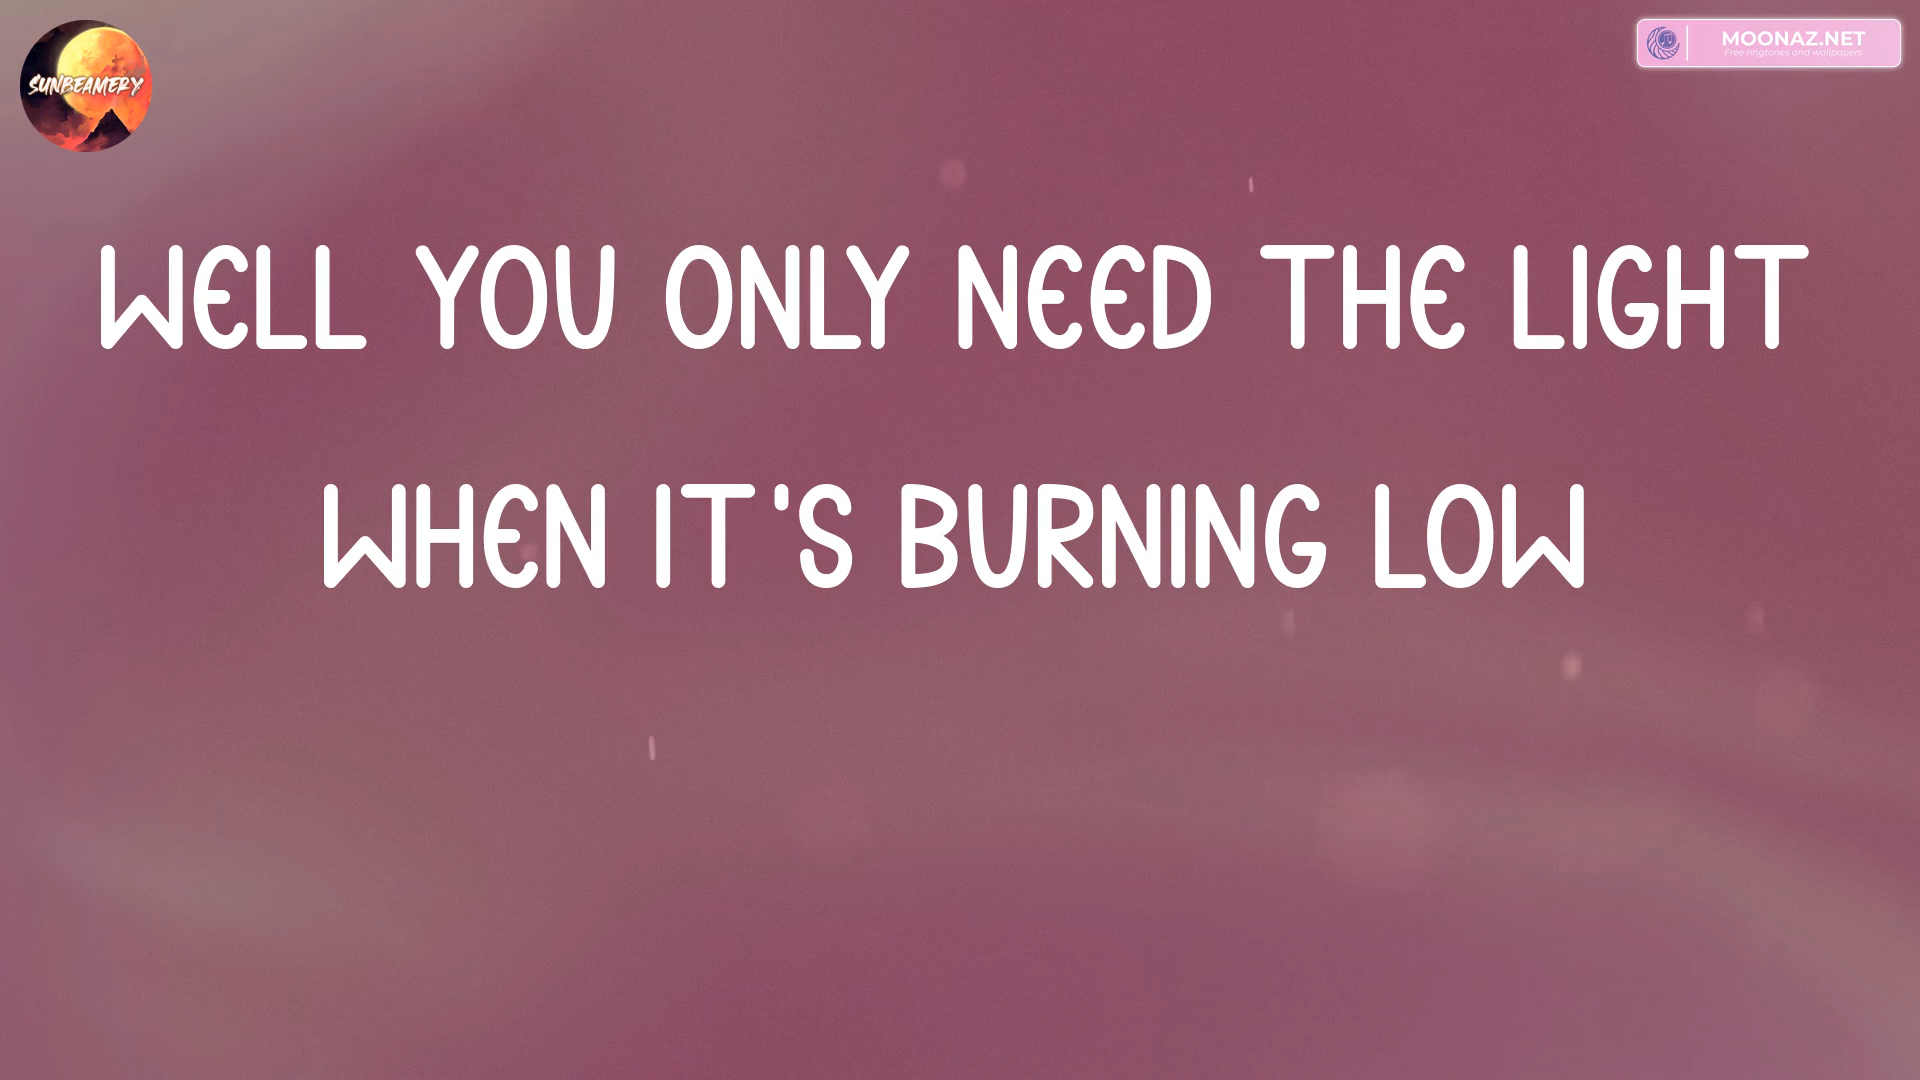 SUNBEAMERY
MOONAZ.NET
Free ringtones and wallpapers
WELL YOU ONLY NEED THE LIGHT
WHEN IT'S BURNING LOW